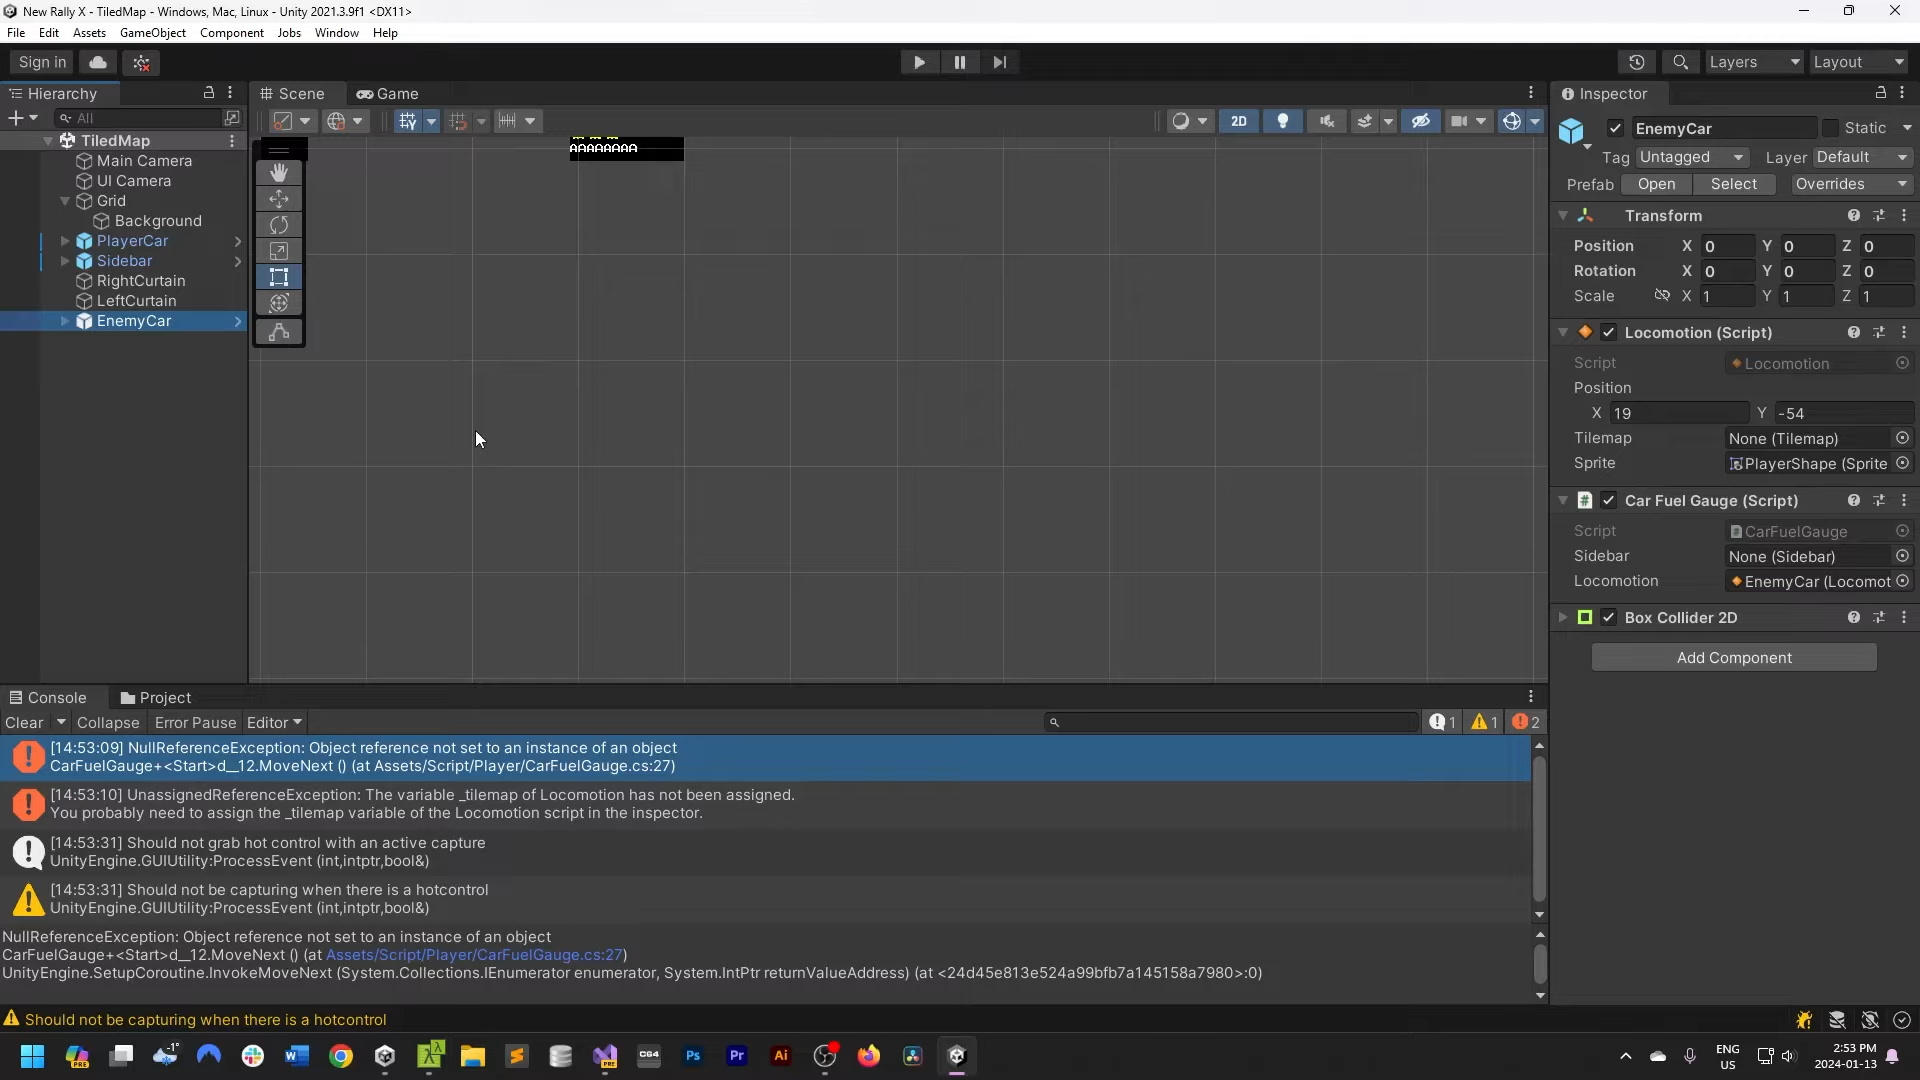 New Rally X - TiledMap - Windows, Mac, Linux - Unity 2021.3.9f1 <DX11>
File Edit Assets GameObject Component Jobs Window Help
Sign in
Layers
Layout
Hierarchy
All
TiledMap
Main Camera
UI Camera
Grid
Background
PlayerCar
Sidebar
RightCurtain
LeftCurtain
EnemyCar
Scene
Game
2D
AAAAAAAA
Inspector
EnemyCar
Static
Tag Untagged Layer Default
Prefab Open Select Overrides
Transform
Position X 0 Y 0 Z 0
Rotation X 0 Y 0 Z 0
Scale X 1 Y 1 Z 1
Locomotion (Script)
Script Locomotion
Position
X 19 Y -54
Tilemap None (Tilemap)
Sprite PlayerShape (Sprite
Car Fuel Gauge (Script)
Script CarFuelGauge
Sidebar None (Sidebar)
Locomotion EnemyCar (Locomot
Box Collider 2D
Add Component
Console
Project
Clear Collapse Error Pause Editor
1 1 2
[14:53:09] NullReferenceException: Object reference not set to an instance of an object
CarFuelGauge+<Start>d__12.MoveNext () (at Assets/Script/Player/CarFuelGauge.cs:27)
[14:53:10] UnassignedReferenceException: The variable _tilemap of Locomotion has not been assigned.
You probably need to assign the _tilemap variable of the Locomotion script in the inspector.
[14:53:31] Should not grab hot control with an active capture
UnityEngine.GUIUtility:ProcessEvent (int,intptr,bool&)
[14:53:31] Should not be capturing when there is a hotcontrol
UnityEngine.GUIUtility:ProcessEvent (int,intptr,bool&)
NullReferenceException: Object reference not set to an instance of an object
CarFuelGauge+<Start>d__12.MoveNext () (at Assets/Script/Player/CarFuelGauge.cs:27)
UnityEngine.SetupCoroutine.InvokeMoveNext (System.Collections.IEnumerator enumerator, System.IntPtr returnValueAddress) (at <24d45e813e524a99bfb7a145158a7980>:0)
Should not be capturing when there is a hotcontrol
PRE
-1°
PRE
CG4
Ps
Pr
Ai
ENG
US
2:53 PM
2024-01-13